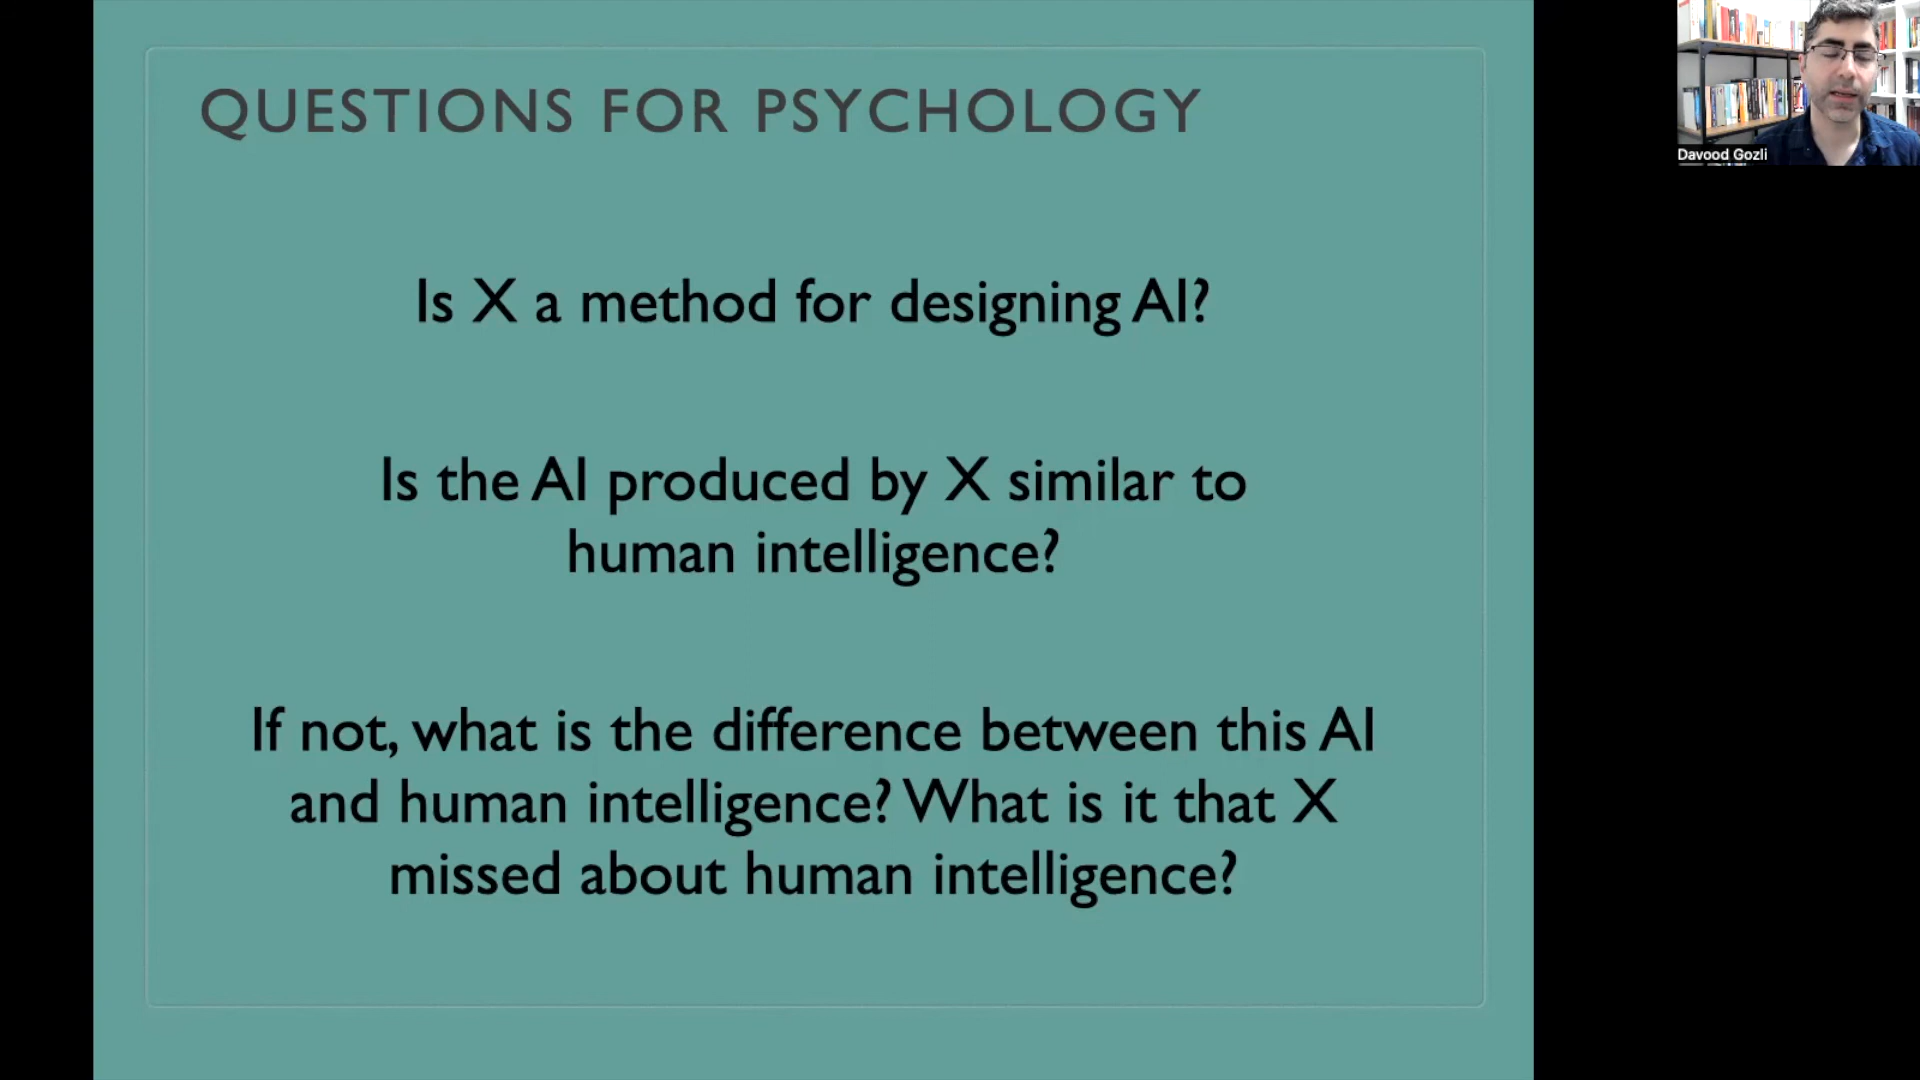 QUESTIONS FOR PSYCHOLOGY
Is X a method for designing AI?
Is the AI produced by X similar to
human intelligence?
If not, what is the difference between this AI
and human intelligence? What is it that X
missed about human intelligence?
Davood Gozli